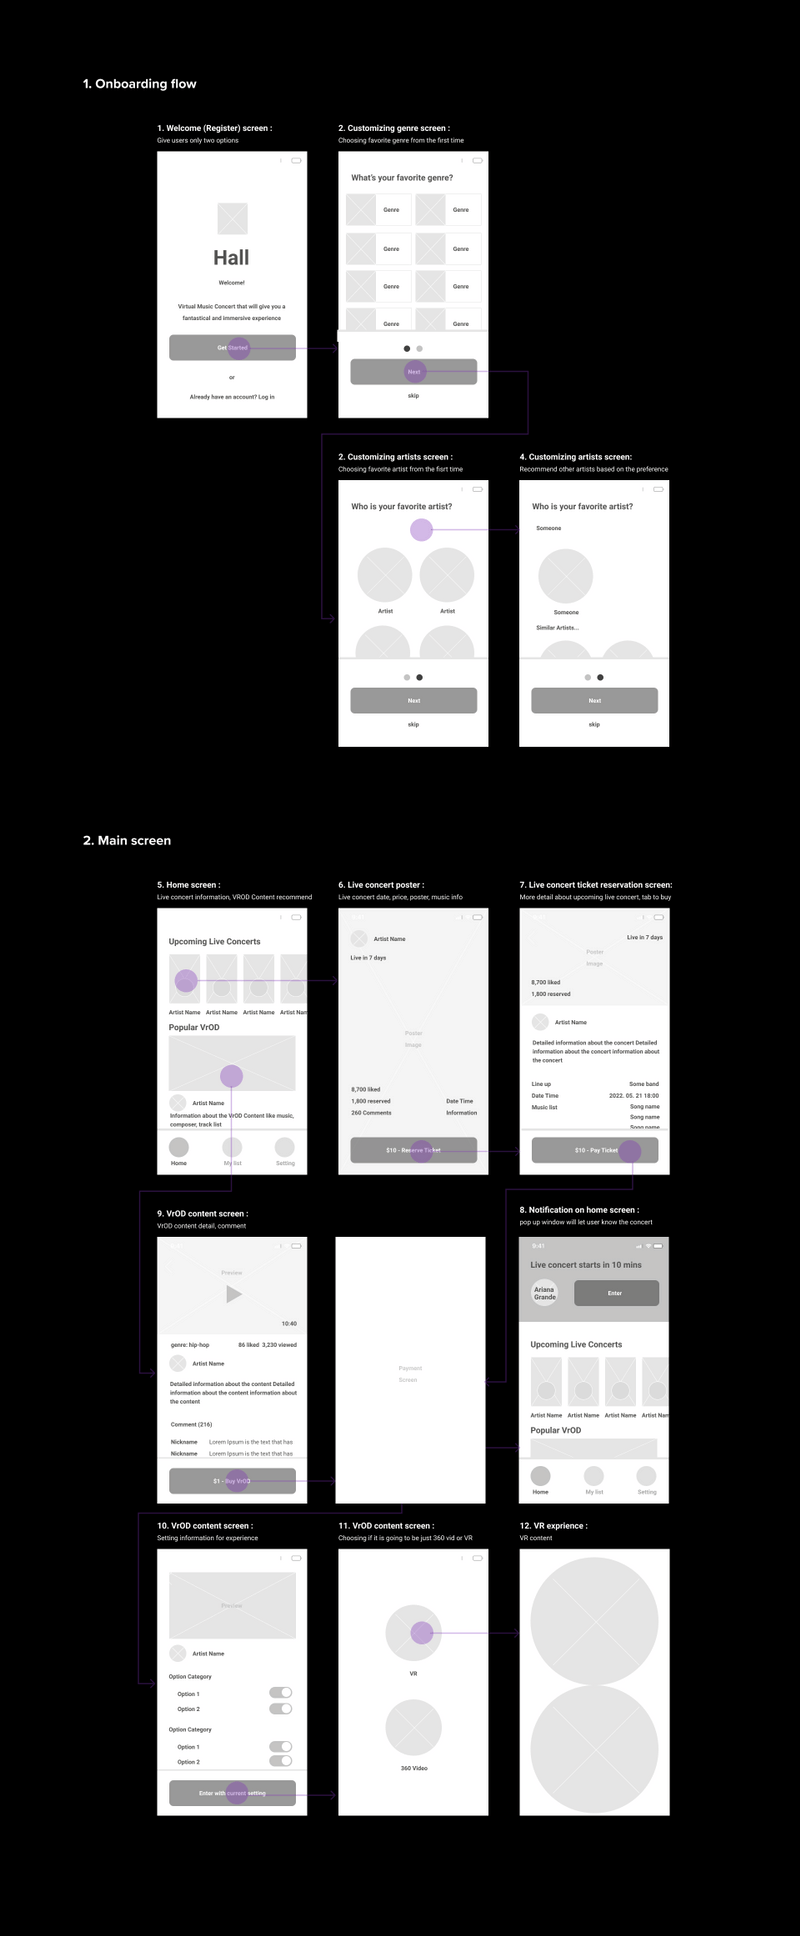 1. Onboarding flow
1. Welcome (Register) screen :
Give users only two options
Hall
Welcome!
Virtual Music Concert that will give you a
fantastical and immersive experience
Get Started
or
Already have an account? Log in
2. Customizing genre screen :
Choosing favorite genre from the first time
What's your favorite genre?
Genre
Genre
Genre
Genre
Genre
Genre
Genre
Genre
Next
skip
2. Customizing artists screen :
Choosing favorite artist from the fisrt time
Who is your favorite artist?
Artist
Artist
Next
skip
4. Customizing artists screen:
Recommend other artists based on the preference
Who is your favorite artist?
Someone
Someone
Similar Artists...
Next
skip
2. Main screen
5. Home screen :
Live concert information, VROD Content recommend
Upcoming Live Concerts
Artist Name
Artist Name
Artist Name
Artist Nam
Popular VrOD
Artist Name
Information about the VrOD Content like music,
composer, track list
Home
My list
Setting
6. Live concert poster :
Live concert date, price, poster, music info
Artist Name
Live in 7 days
Poster
Image
8,700 liked
1,800 reserved
Date Time
260 Comments
Information
$10 - Reserve Ticket
7. Live concert ticket reservation screen:
More detail about upcoming live concert, tab to buy
Live in 7 days
Poster
Image
8,700 liked
1,800 reserved
Artist Name
Detailed information about the concert Detailed
information about the concert information about
the concert
Line up
Some band
Date Time
2022. 05. 21 18:00
Music list
Song name
Song name
Song name
$10 - Pay Ticket
9. VrOD content screen :
VrOD content detail, comment
Preview
10:40
genre: hip-hop
86 liked 3,230 viewed
Artist Name
Detailed information about the content Detailed
information about the content information about
the content
Comment (216)
Nickname
Lorem Ipsum is the text that has
Nickname
Lorem Ipsum is the text that has
$1 - Buy VrOD
Payment
Screen
8. Notification on home screen :
pop up window will let user know the concert
9:41
Live concert starts in 10 mins
Ariana
Grande
Enter
Upcoming Live Concerts
Artist Name
Artist Name
Artist Name
Artist Nam
Popular VrOD
Home
My list
Setting
10. VrOD content screen :
Setting information for experience
Preview
Artist Name
Option Category
Option 1
Option 2
Option Category
Option 1
Option 2
Enter with current setting
11. VrOD content screen :
Choosing if it is going to be just 360 vid or VR
VR
360 Video
12. VR exprience :
VR content